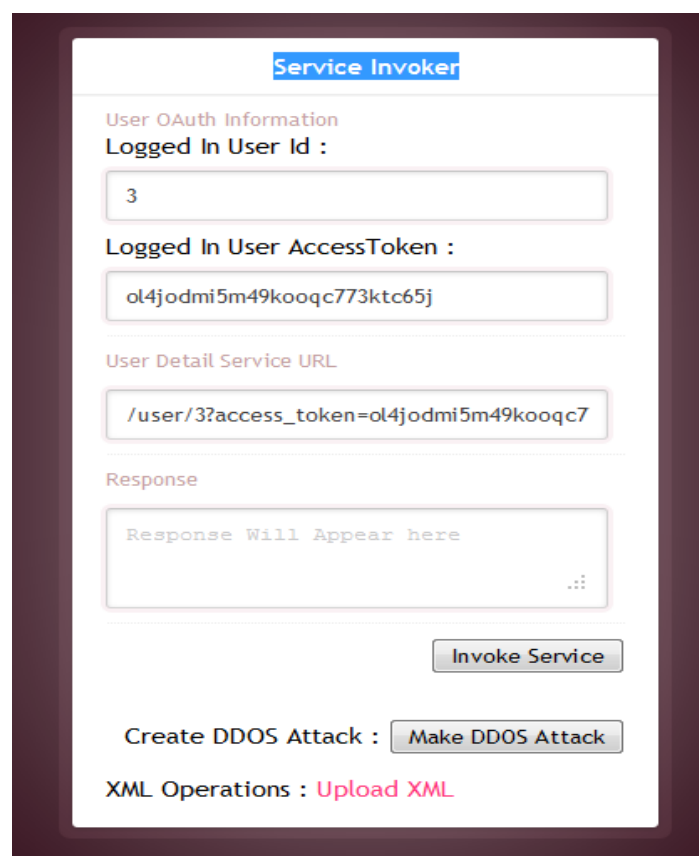 Service Invoker
User OAuth Information
Logged In User Id :
3
Logged In User AccessToken :
ol4jodmi5m49kooqc773ktc65j
User Detail Service URL
/user/3?access_token=ol4jodmi5m49kooqc7
Response
Response Will Appear here
Invoke Service
Create DDOS Attack : Make DDOS Attack
XML Operations : Upload XML